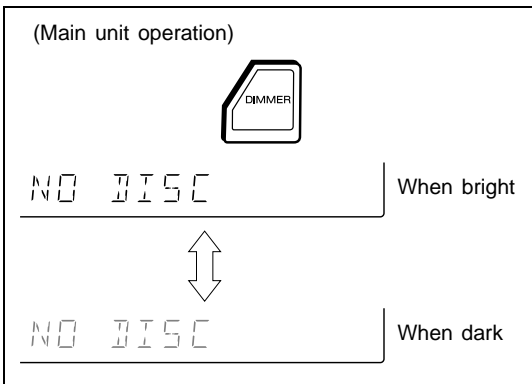 (Main unit operation)
DIMMER
NO DISC
When bright
NO DISC
When dark